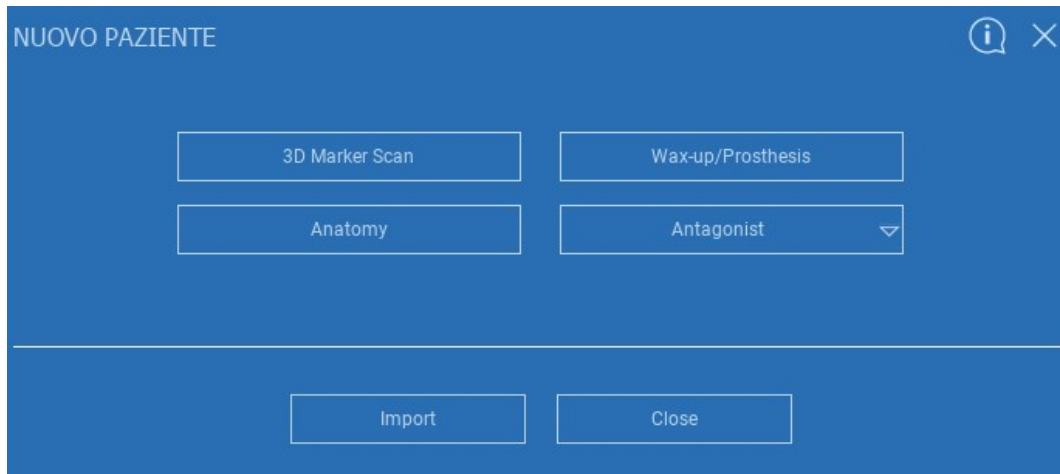 NUOVO PAZIENTE
3D Marker Scan
Wax-up/Prosthesis
Anatomy
Antagonist
Import
Close